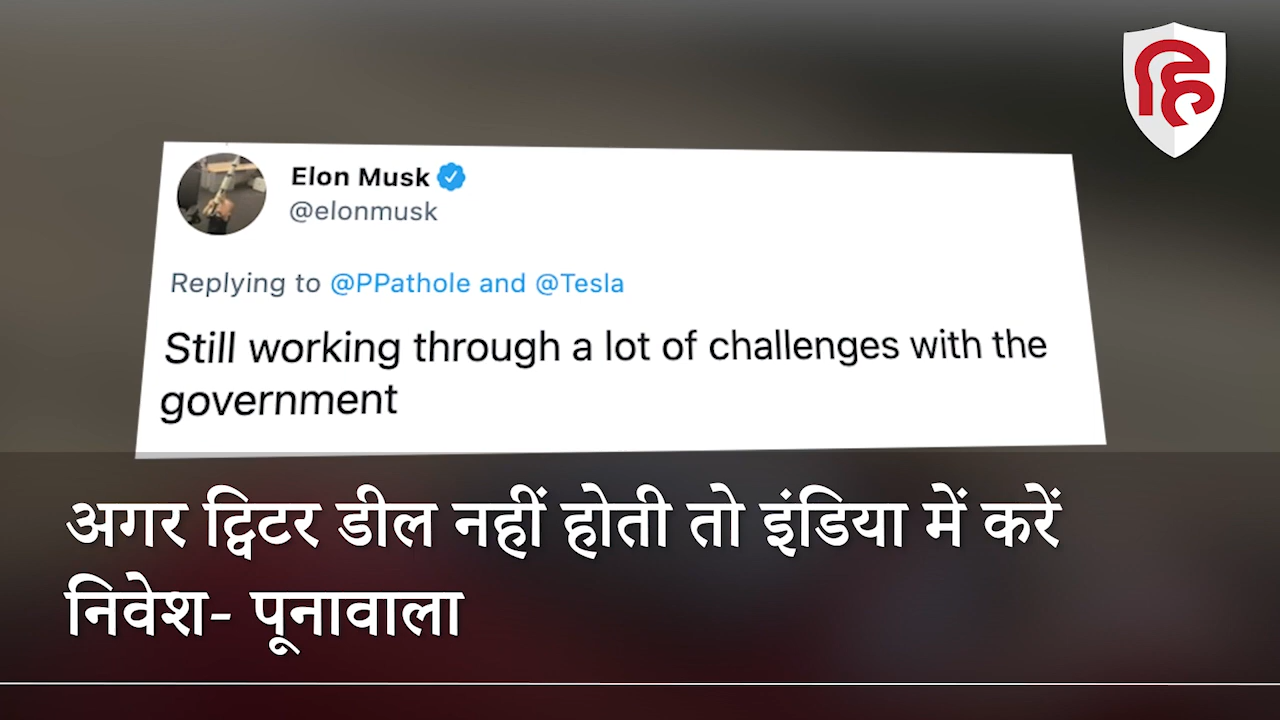 हि
Elon Musk
@elonmusk
Replying to @PPathole and @Tesla
Still working through a lot of challenges with the
government
अगर ट्विटर डील नहीं होती तो इंडिया में करें
निवेश- पूनावाला